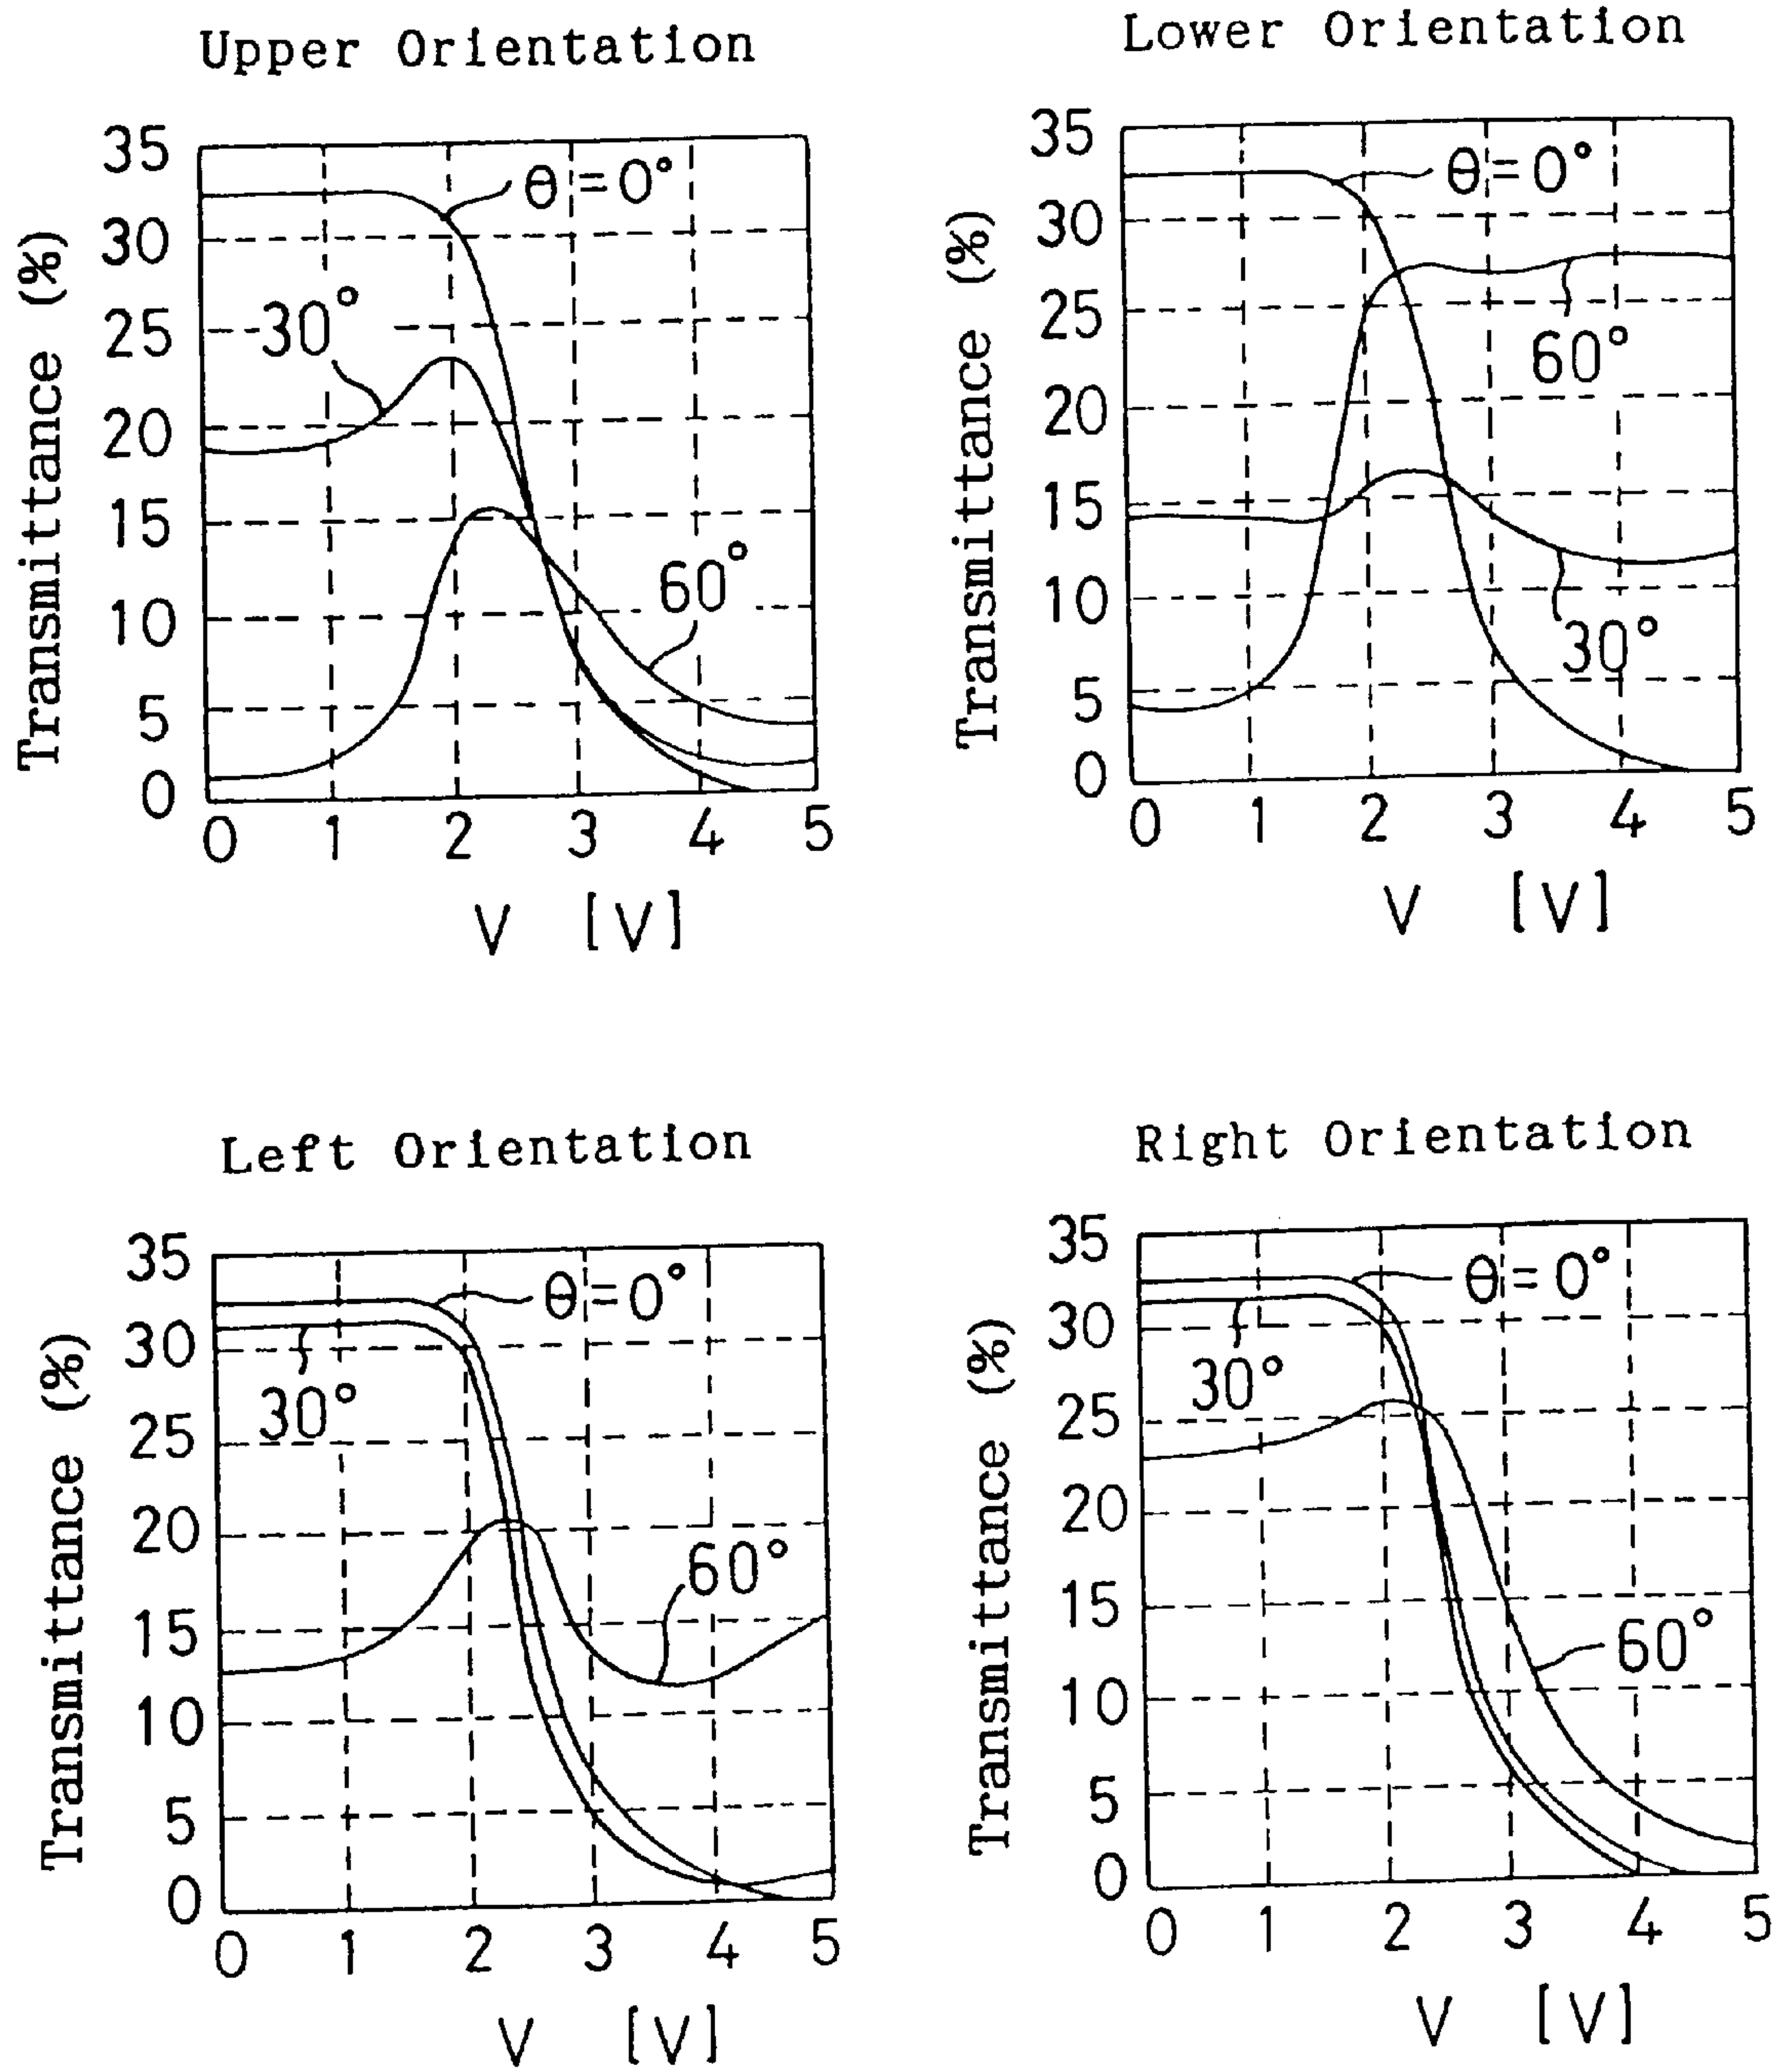 Upper Orientation
Transmittance (%)
35
30
25
20
15
10
5
0
θ=0°
30°
60°
0 1 2 3 4 5
V [V]
Lower Orientation
Transmittance (%)
35
30
25
20
15
10
5
0
θ=0°
60°
30°
0 1 2 3 4 5
V [V]
Left Orientation
Transmittance (%)
35
30
25
20
15
10
5
0
θ=0°
30°
60°
0 1 2 3 4 5
V [V]
Right Orientation
Transmittance (%)
35
30
25
20
15
10
5
0
θ=0°
30°
60°
0 1 2 3 4 5
V [V]